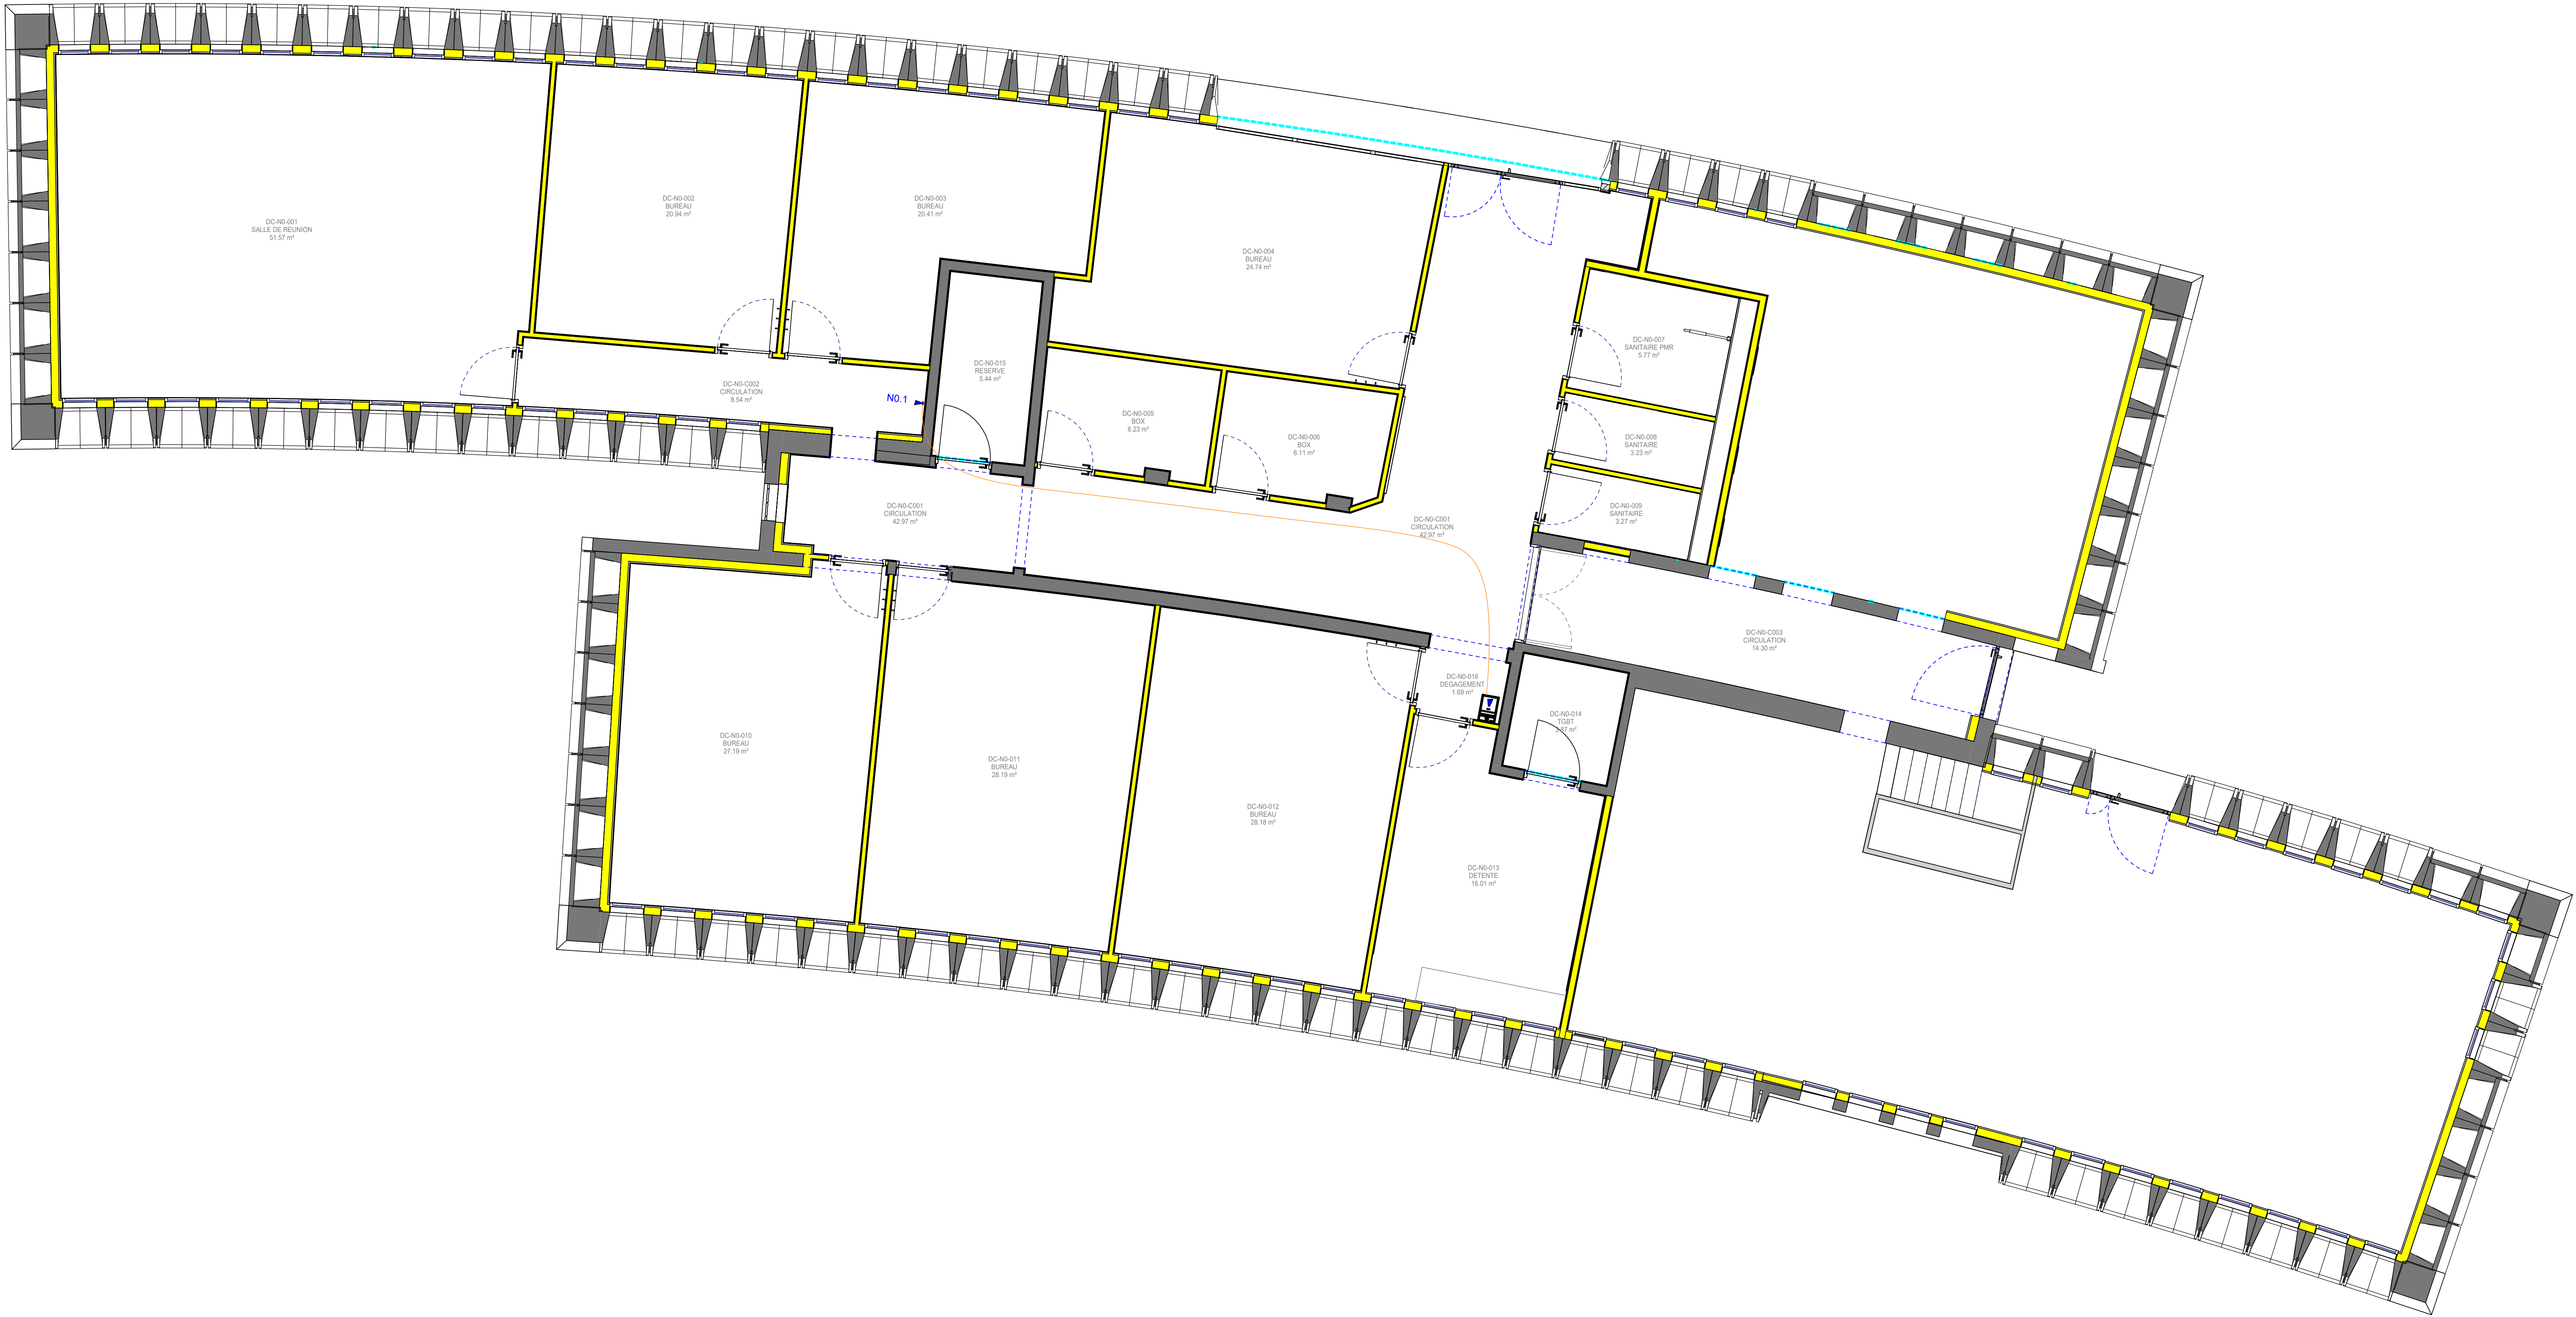 DC-N0-001
SALLE DE REUNION
51.57 m²
DC-N0-002
BUREAU
20.94 m²
DC-N0-003
BUREAU
20.41 m²
DC-N0-004
BUREAU
24.74 m²
DC-N0-015
RESERVE
5.44 m²
DC-N0-C002
CIRCULATION
8.54 m²
N0.1
DC-N0-005
BOX
6.23 m²
DC-N0-006
BOX
6.11 m²
DC-N0-007
SANITAIRE PMR
5.77 m²
DC-N0-008
SANITAIRE
3.23 m²
DC-N0-009
SANITAIRE
3.27 m²
DC-N0-C001
CIRCULATION
42.97 m²
DC-N0-C001
CIRCULATION
42.97 m²
DC-N0-C003
CIRCULATION
14.30 m²
DC-N0-016
DEGAGEMENT
1.69 m²
DC-N0-014
TGBT
3.87 m²
DC-N0-010
BUREAU
27.19 m²
DC-N0-011
BUREAU
28.19 m²
DC-N0-012
BUREAU
28.18 m²
DC-N0-013
DETENTE
16.01 m²